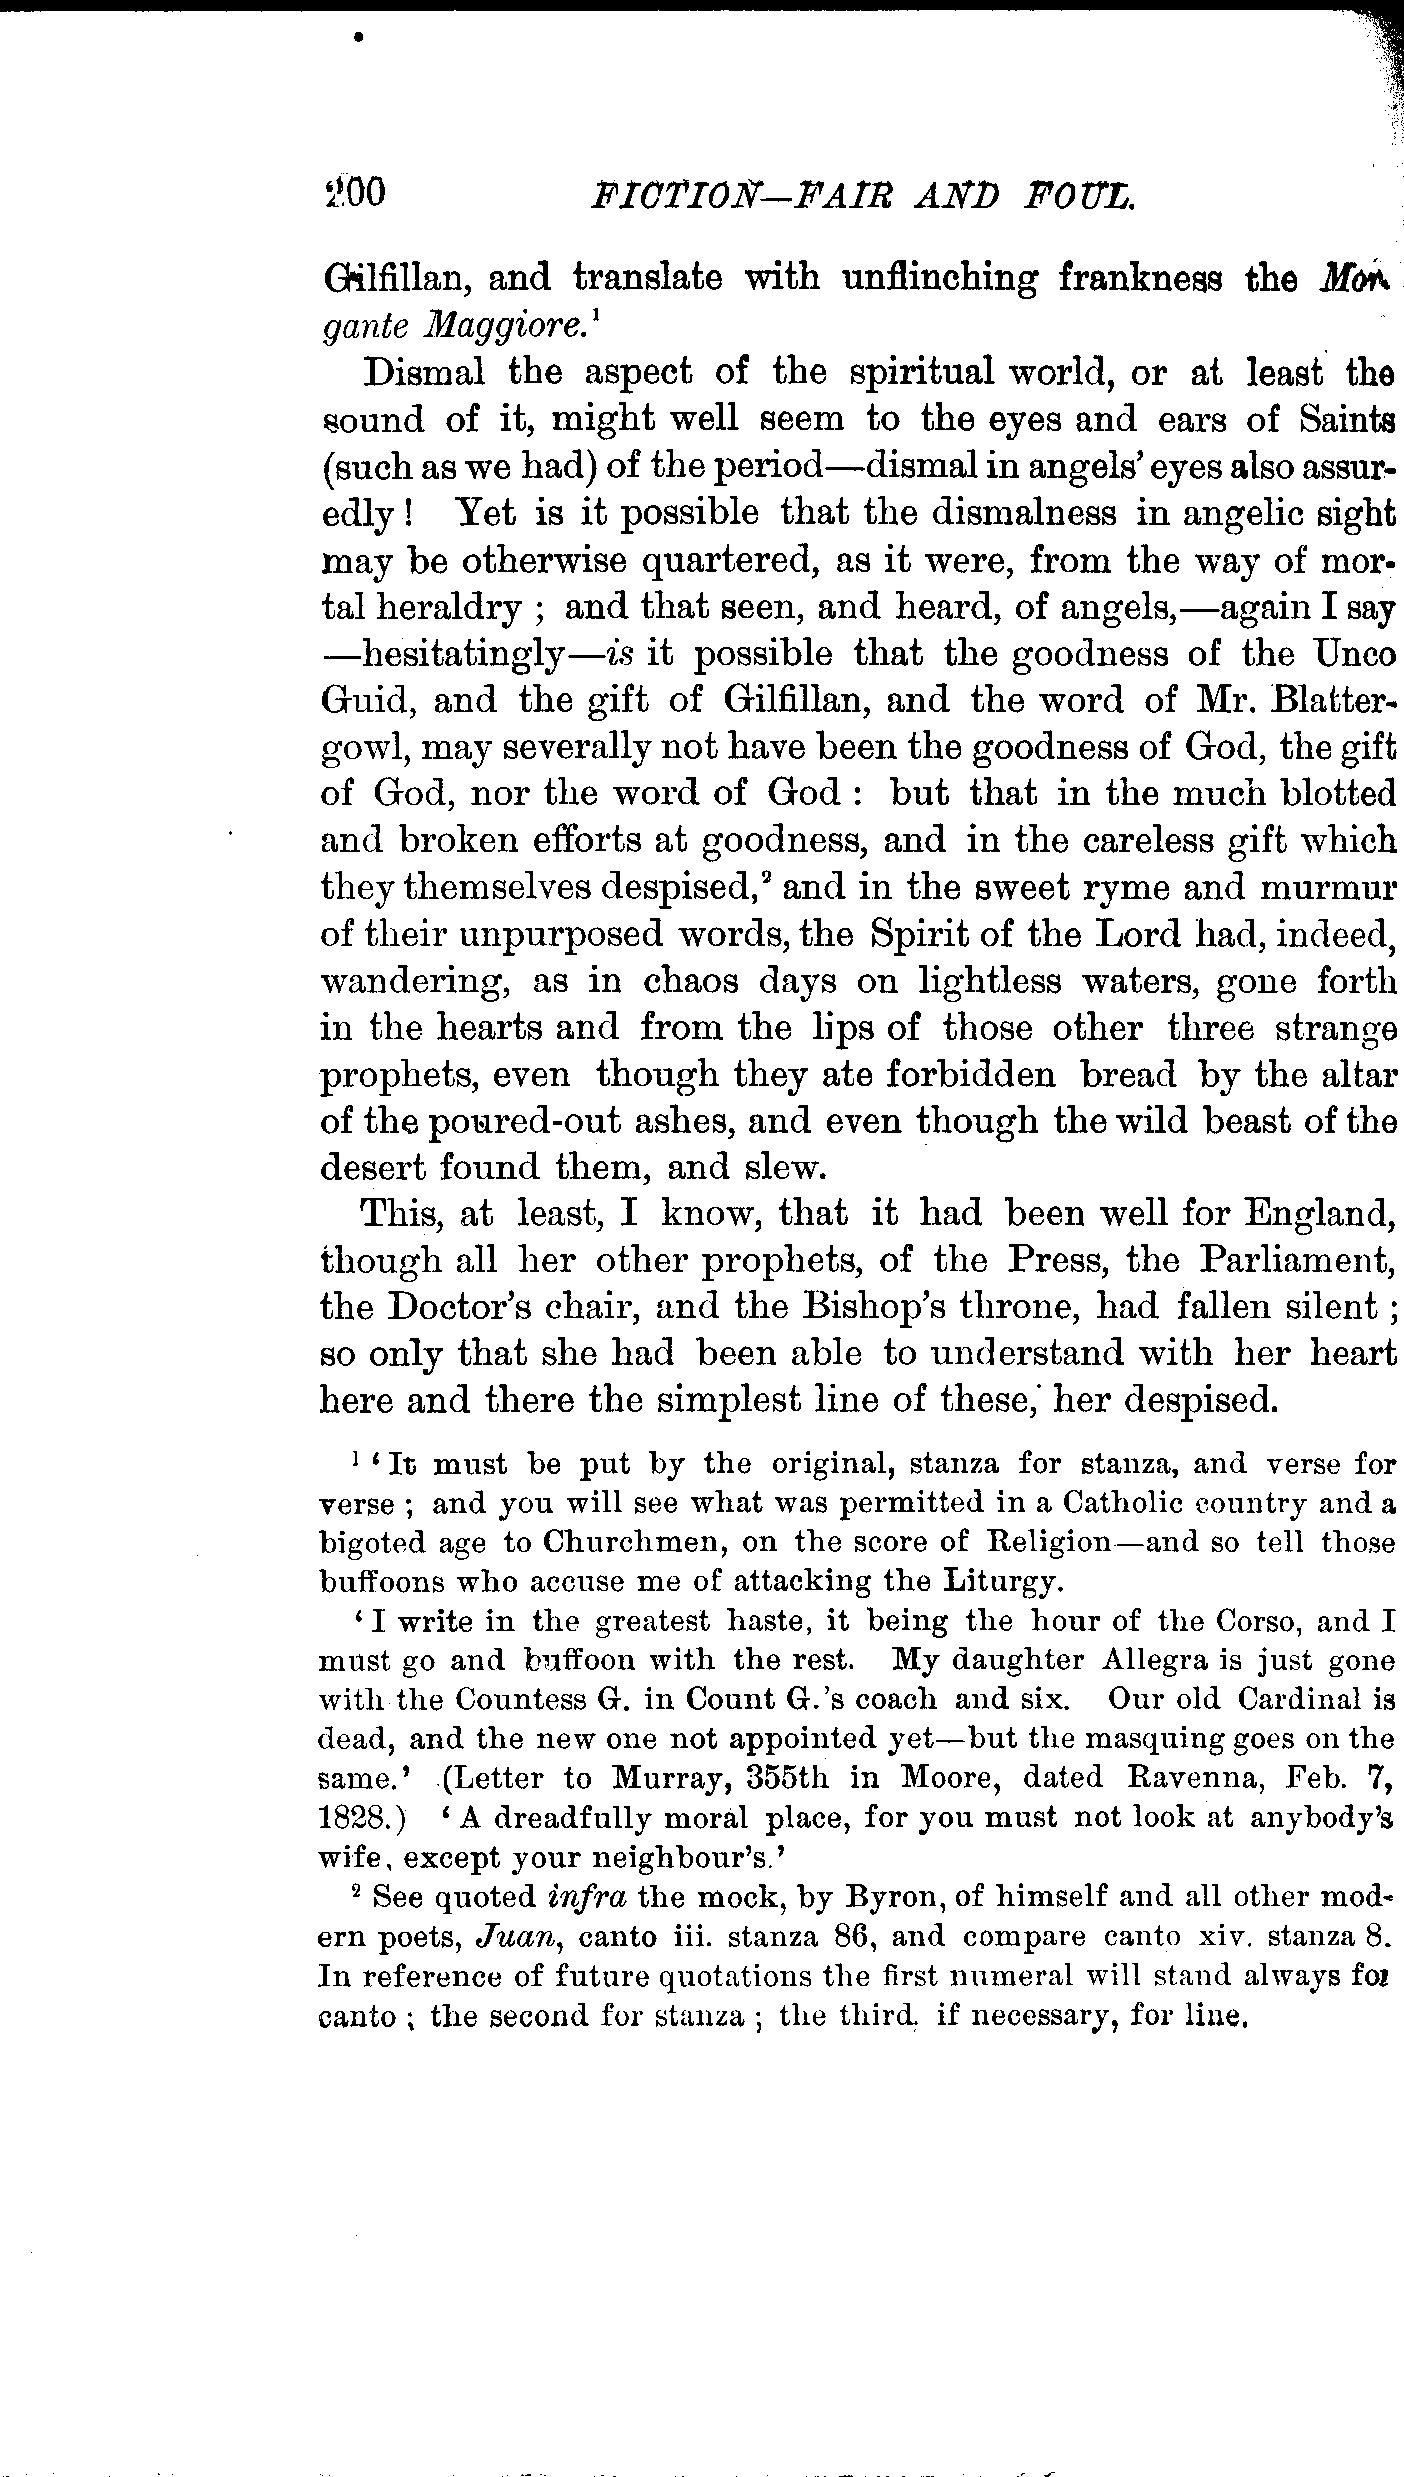 200 FICTION—FAIR AND FOUL.
Gilfillan, and translate with unflinching frankness the Mor-
gante Maggiore.¹
Dismal the aspect of the spiritual world, or at least the
sound of it, might well seem to the eyes and ears of Saints
(such as we had) of the period—dismal in angels' eyes also assur-
edly! Yet is it possible that the dismalness in angelic sight
may be otherwise quartered, as it were, from the way of mor-
tal heraldry; and that seen, and heard, of angels,—again I say
—hesitatingly—is it possible that the goodness of the Unco
Guid, and the gift of Gilfillan, and the word of Mr. Blatter-
gowl, may severally not have been the goodness of God, the gift
of God, nor the word of God: but that in the much blotted
and broken efforts at goodness, and in the careless gift which
they themselves despised,² and in the sweet ryme and murmur
of their unpurposed words, the Spirit of the Lord had, indeed,
wandering, as in chaos days on lightless waters, gone forth
in the hearts and from the lips of those other three strange
prophets, even though they ate forbidden bread by the altar
of the poured-out ashes, and even though the wild beast of the
desert found them, and slew.
This, at least, I know, that it had been well for England,
though all her other prophets, of the Press, the Parliament,
the Doctor's chair, and the Bishop's throne, had fallen silent;
so only that she had been able to understand with her heart
here and there the simplest line of these, her despised.
¹ 'It must be put by the original, stanza for stanza, and verse for
verse; and you will see what was permitted in a Catholic country and a
bigoted age to Churchmen, on the score of Religion—and so tell those
buffoons who accuse me of attacking the Liturgy.
'I write in the greatest haste, it being the hour of the Corso, and I
must go and buffoon with the rest. My daughter Allegra is just gone
with the Countess G. in Count G.'s coach and six. Our old Cardinal is
dead, and the new one not appointed yet—but the masquing goes on the
same.' (Letter to Murray, 355th in Moore, dated Ravenna, Feb. 7,
1828.) 'A dreadfully moral place, for you must not look at anybody's
wife, except your neighbour's.'
² See quoted infra the mock, by Byron, of himself and all other mod-
ern poets, Juan, canto iii. stanza 86, and compare canto xiv. stanza 8.
In reference of future quotations the first numeral will stand always for
canto; the second for stanza; the third, if necessary, for line.